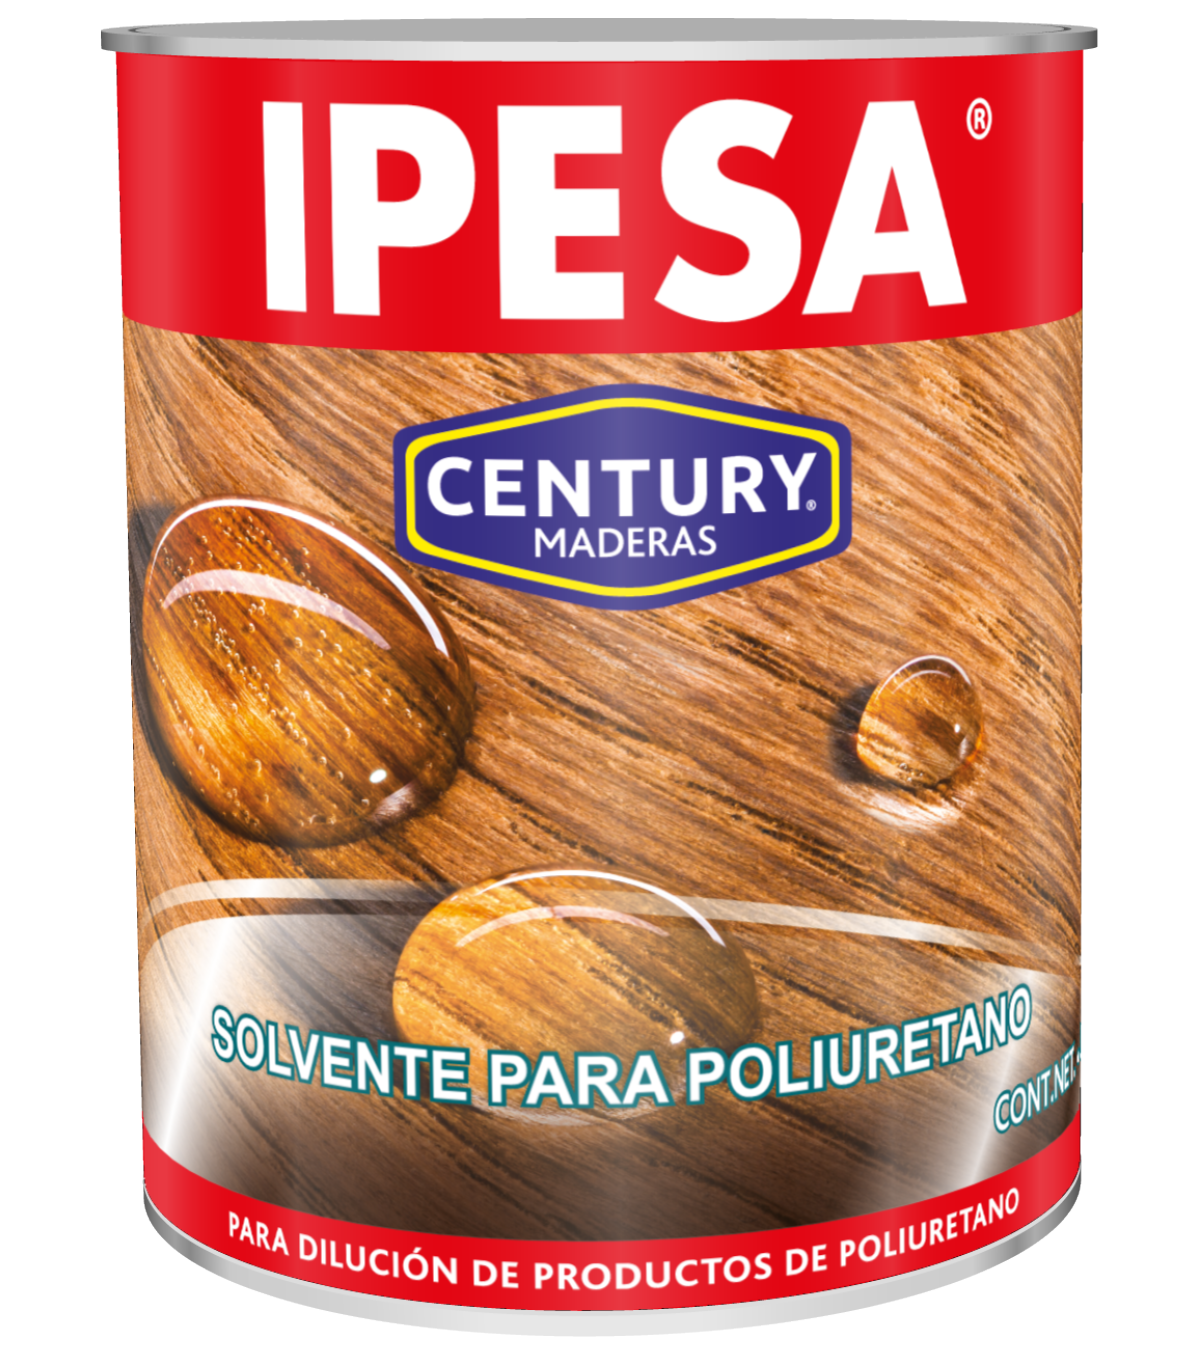 IPESA®
CENTURY®
MADERAS
SOLVENTE PARA POLIURETANO
CONT.NET.
PARA DILUCIÓN DE PRODUCTOS DE POLIURETANO